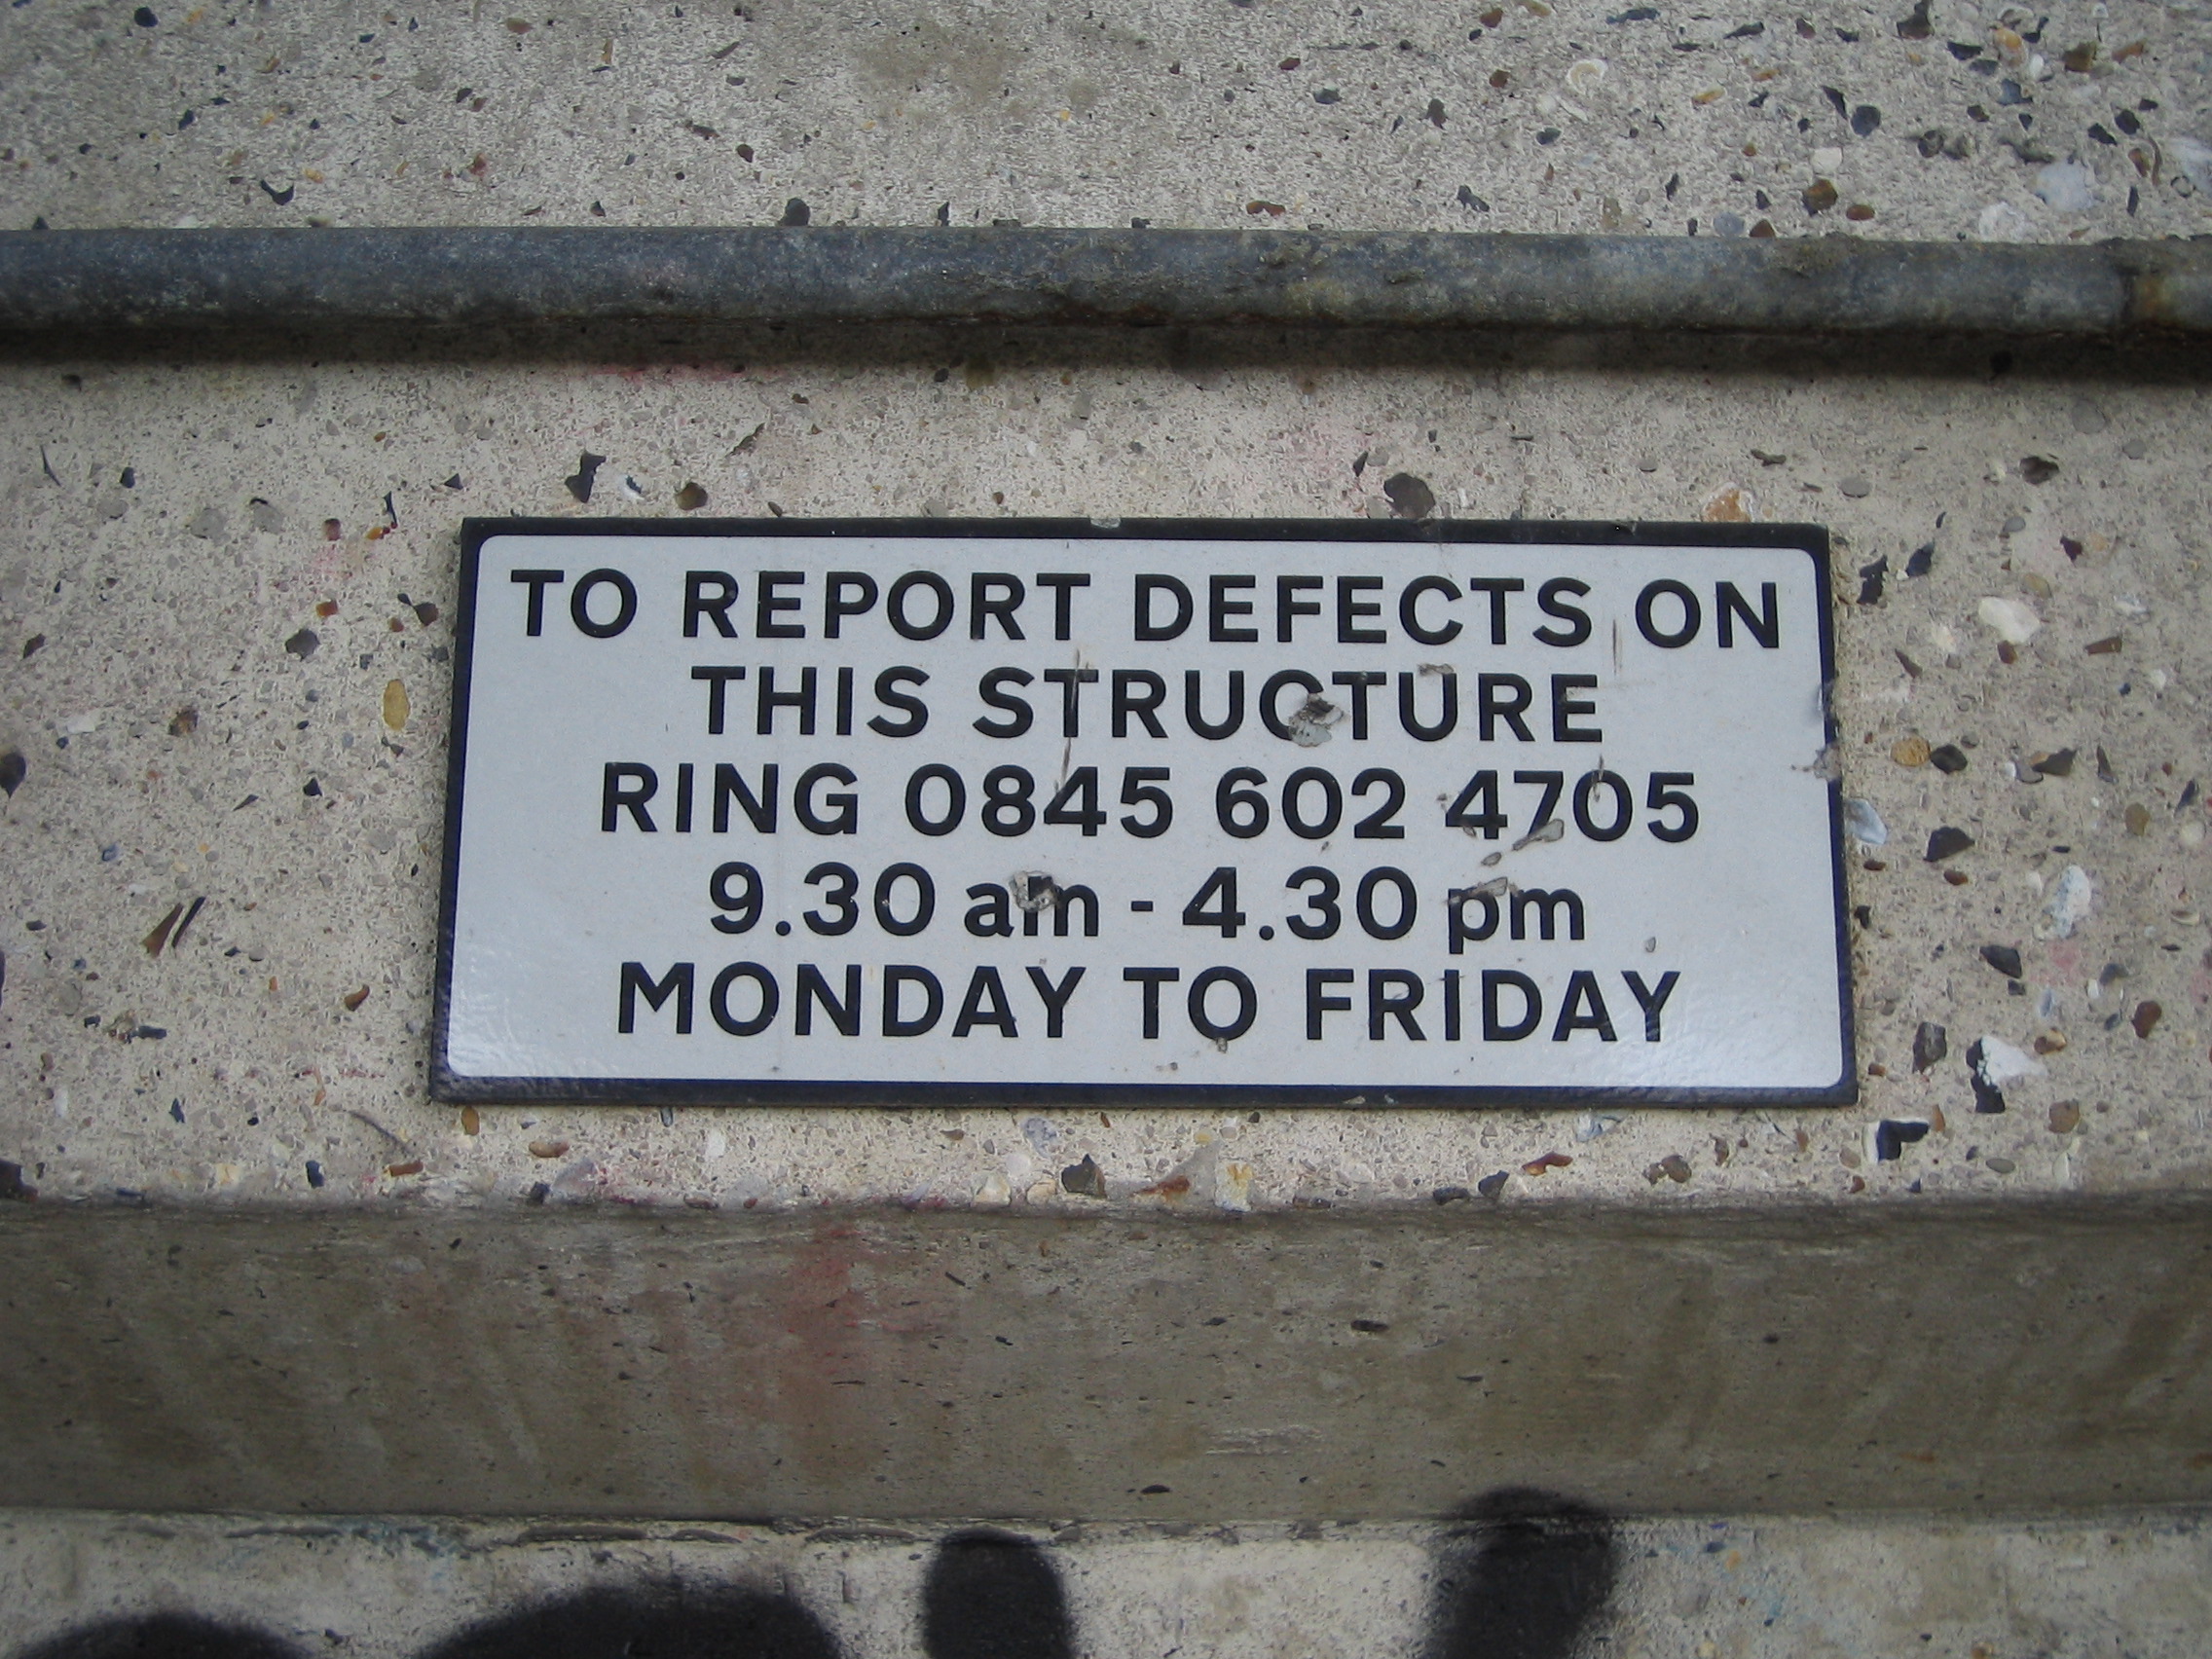 TO REPORT DEFECTS ON
THIS STRUCTURE
RING 0845 602 4705
9.30 am - 4.30 pm
MONDAY TO FRIDAY